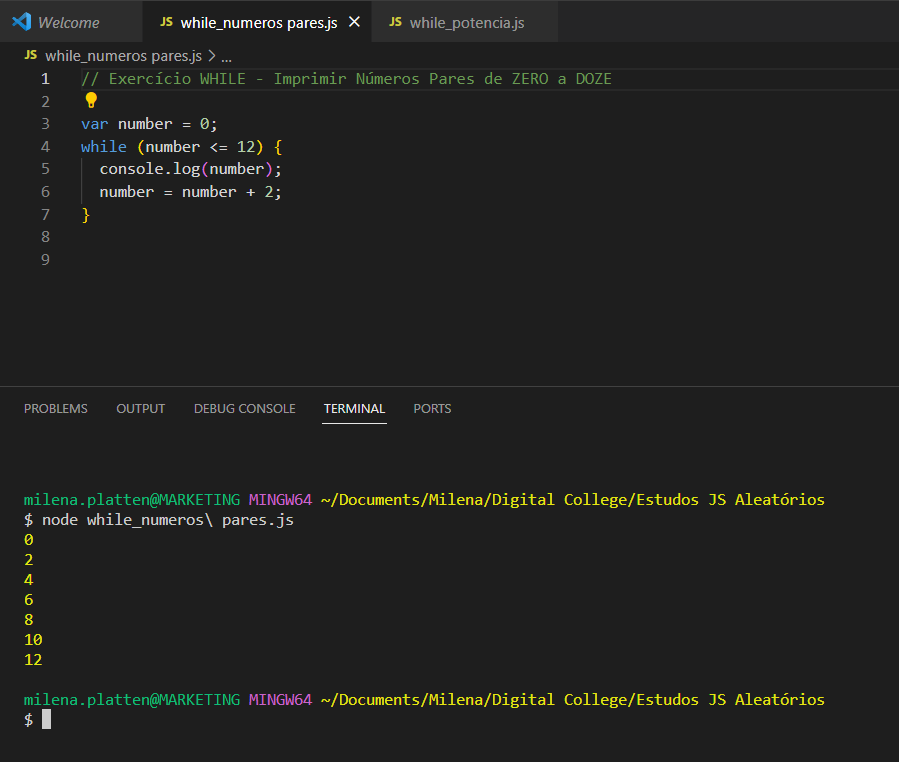 Welcome JS while_numeros pares.js JS while_potencia.js
JS while_numeros pares.js > ...
1 // Exercício WHILE - Imprimir Números Pares de ZERO a DOZE
2
3 var number = 0;
4 while (number <= 12) {
5 console.log(number);
6 number = number + 2;
7 }
8
9
PROBLEMS OUTPUT DEBUG CONSOLE TERMINAL PORTS
milena.platten@MARKETING MINGW64 ~/Documents/Milena/Digital College/Estudos JS Aleatórios
$ node while_numeros\ pares.js
0
2
4
6
8
10
12
milena.platten@MARKETING MINGW64 ~/Documents/Milena/Digital College/Estudos JS Aleatórios
$